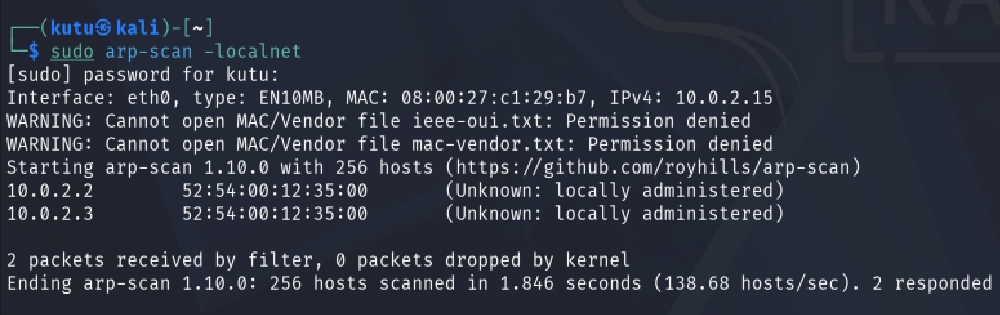 ┌──(kutu㉿kali)-[~]
└─$ sudo arp-scan -localnet
[sudo] password for kutu:
Interface: eth0, type: EN10MB, MAC: 08:00:27:c1:29:b7, IPv4: 10.0.2.15
WARNING: Cannot open MAC/Vendor file ieee-oui.txt: Permission denied
WARNING: Cannot open MAC/Vendor file mac-vendor.txt: Permission denied
Starting arp-scan 1.10.0 with 256 hosts (https://github.com/royhills/arp-scan)
10.0.2.2        52:54:00:12:35:00       (Unknown: locally administered)
10.0.2.3        52:54:00:12:35:00       (Unknown: locally administered)

2 packets received by filter, 0 packets dropped by kernel
Ending arp-scan 1.10.0: 256 hosts scanned in 1.846 seconds (138.68 hosts/sec). 2 responded